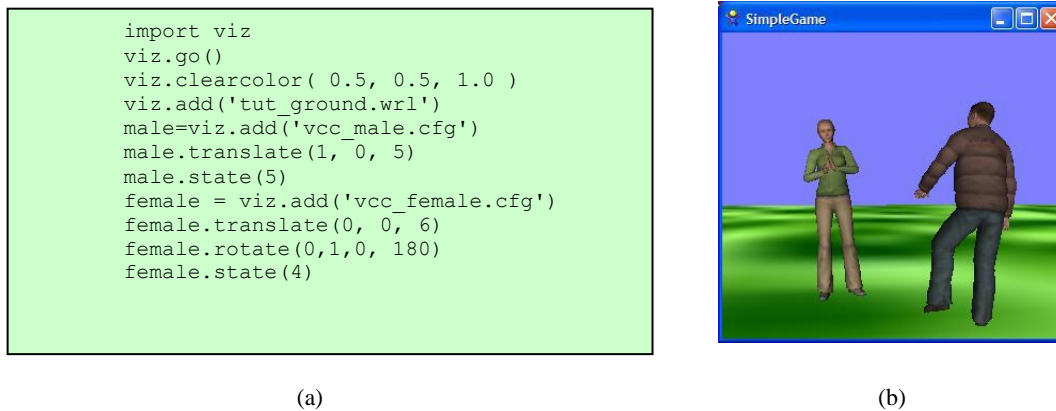 import viz
viz.go()
viz.clearcolor( 0.5, 0.5, 1.0 )
viz.add('tut_ground.wrl')
male=viz.add('vcc_male.cfg')
male.translate(1, 0, 5)
male.state(5)
female = viz.add('vcc_female.cfg')
female.translate(0, 0, 6)
female.rotate(0,1,0, 180)
female.state(4)
SimpleGame
(a)
(b)